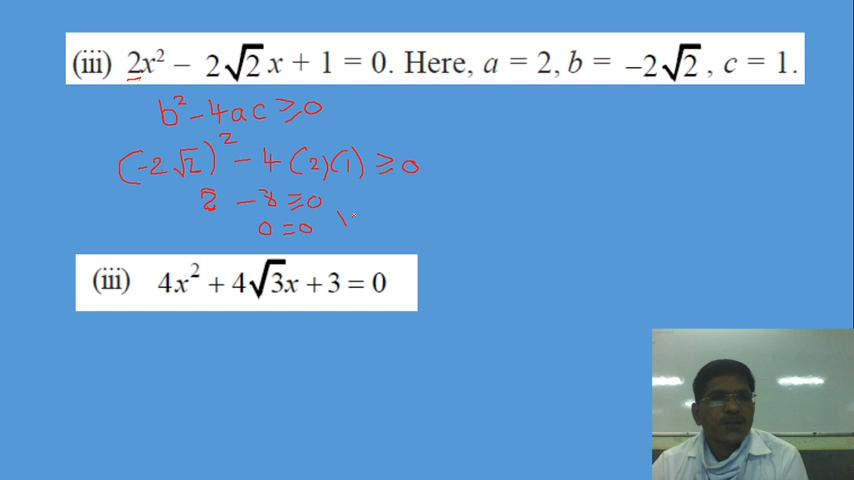 (iii) 2x² − 2√2 x + 1 = 0. Here, a = 2, b = −2√2, c = 1.
b² − 4ac ≥ 0
(−2√2)² − 4(2)(1) ≥ 0
8 − 8 ≥ 0
0 = 0
(iii) 4x² + 4√3x + 3 = 0